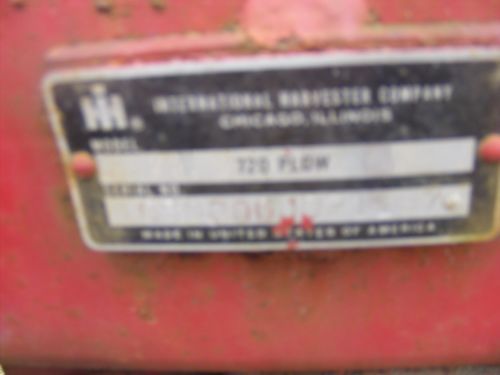 IH
INTERNATIONAL HARVESTER COMPANY
CHICAGO, ILLINOIS
MODEL
720 PLOW
SERIAL NO.
MADE IN UNITED STATES OF AMERICA